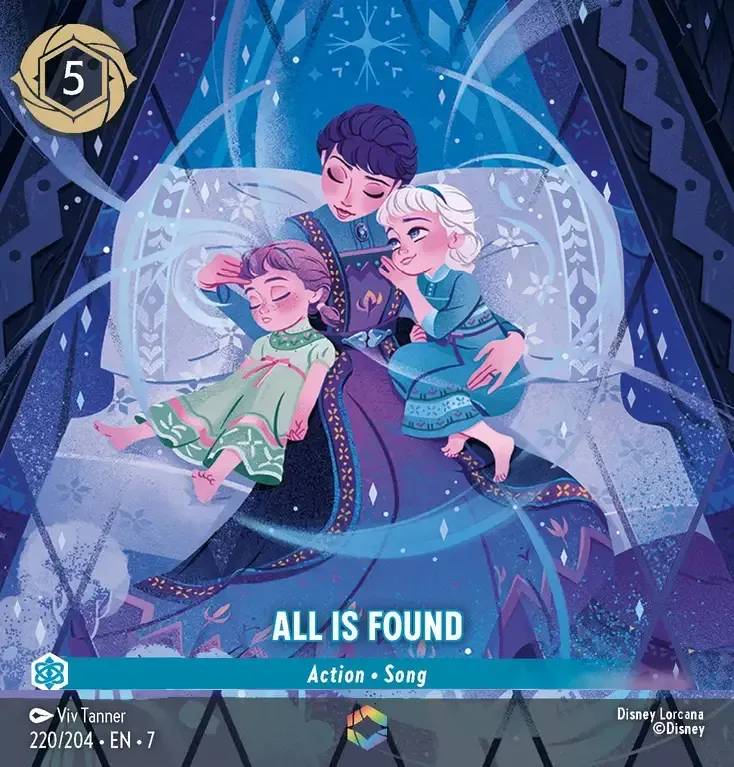 5
ALL IS FOUND
Action • Song
Viv Tanner
Disney Lorcana
220/204 • EN • 7
©Disney